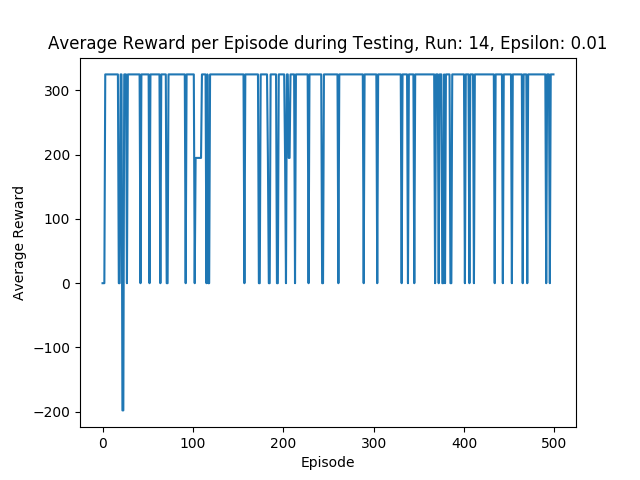 Average Reward per Episode during Testing, Run: 14, Epsilon: 0.01
300
200
100
0
−100
−200
Average Reward
0 100 200 300 400 500
Episode